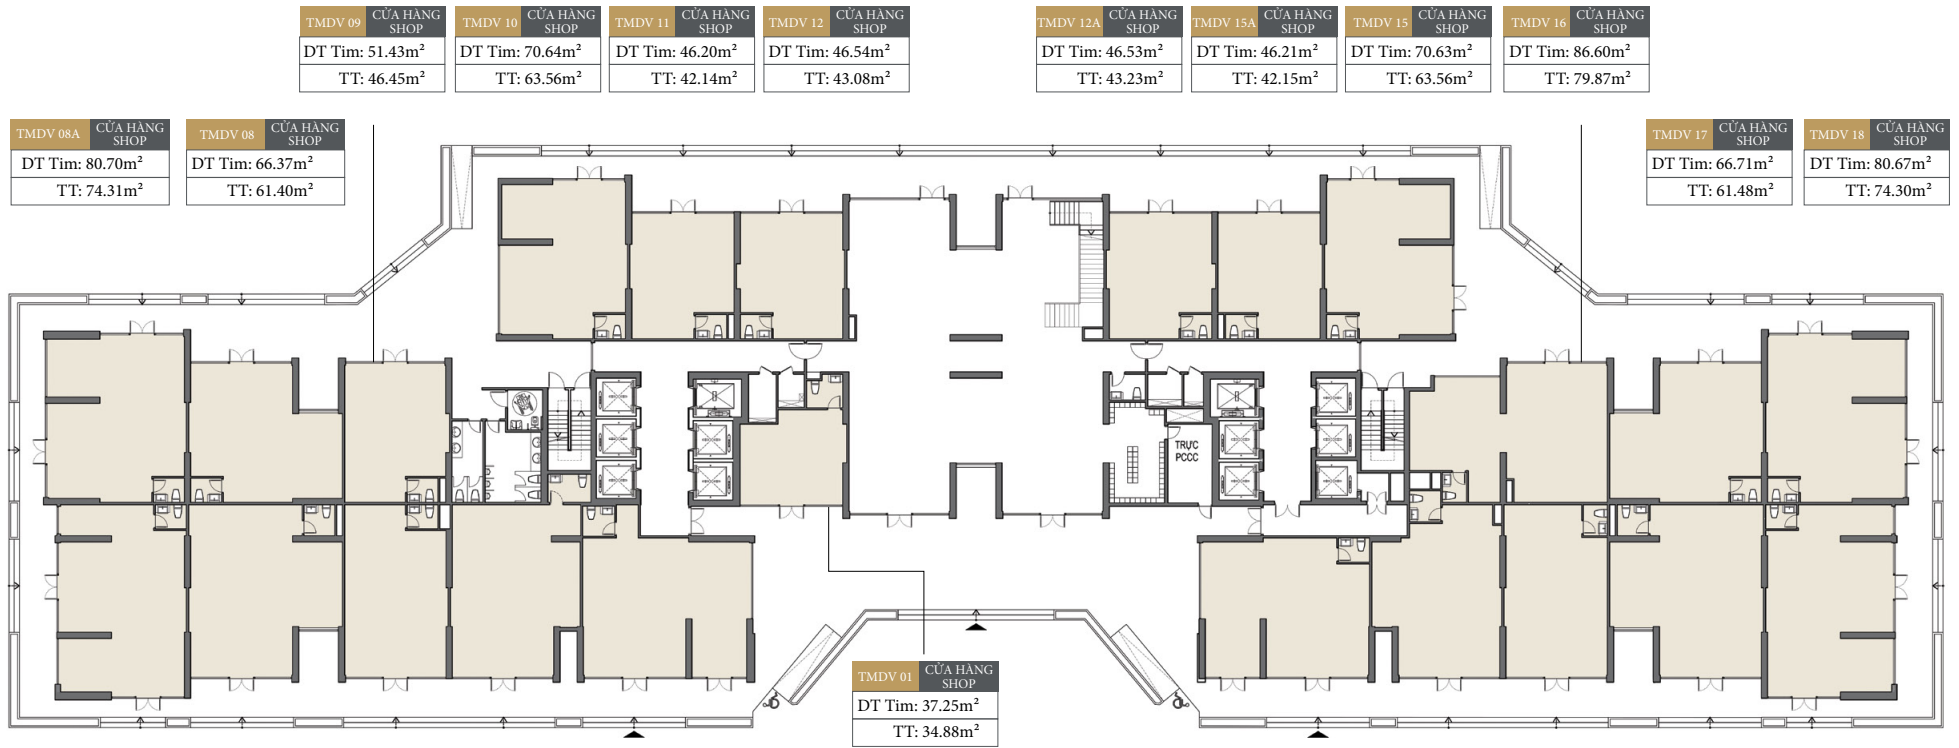 TMDV 09 CỬA HÀNG SHOP
DT Tim: 51.43m²
TT: 46.45m²
TMDV 10 CỬA HÀNG SHOP
DT Tim: 70.64m²
TT: 63.56m²
TMDV 11 CỬA HÀNG SHOP
DT Tim: 46.20m²
TT: 42.14m²
TMDV 12 CỬA HÀNG SHOP
DT Tim: 46.54m²
TT: 43.08m²
TMDV 12A CỬA HÀNG SHOP
DT Tim: 46.53m²
TT: 43.23m²
TMDV 15A CỬA HÀNG SHOP
DT Tim: 46.21m²
TT: 42.15m²
TMDV 15 CỬA HÀNG SHOP
DT Tim: 70.63m²
TT: 63.56m²
TMDV 16 CỬA HÀNG SHOP
DT Tim: 86.60m²
TT: 79.87m²
TMDV 08A CỬA HÀNG SHOP
DT Tim: 80.70m²
TT: 74.31m²
TMDV 08 CỬA HÀNG SHOP
DT Tim: 66.37m²
TT: 61.40m²
TMDV 17 CỬA HÀNG SHOP
DT Tim: 66.71m²
TT: 61.48m²
TMDV 18 CỬA HÀNG SHOP
DT Tim: 80.67m²
TT: 74.30m²
TRỰC
PCCC
TMDV 01 CỬA HÀNG SHOP
DT Tim: 37.25m²
TT: 34.88m²